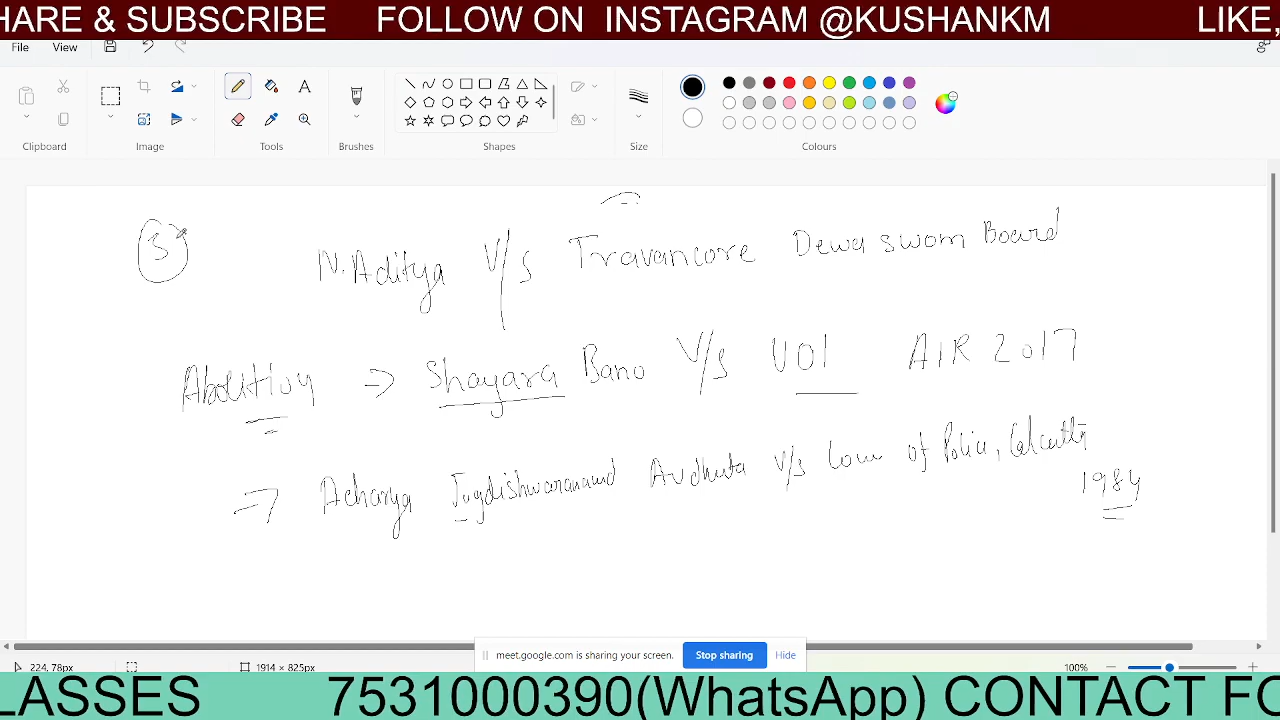 HARE & SUBSCRIBE FOLLOW ON INSTAGRAM @KUSHANKM LIKE,
File View
Clipboard Image Tools Brushes Shapes Size Colours
3
N. Aditya V/s Travancore Dewaswom Board
Abolition => Shayara Bano V/s UOI AIR 2017
=> Acharya Jugdishwaranand Avdhuta v/s Com of Police, Calcutta
1984
meet.google.com is sharing your screen. Stop sharing Hide
224, 78px 1914 × 825px 100%
LASSES 7531000390(WhatsApp) CONTACT FO